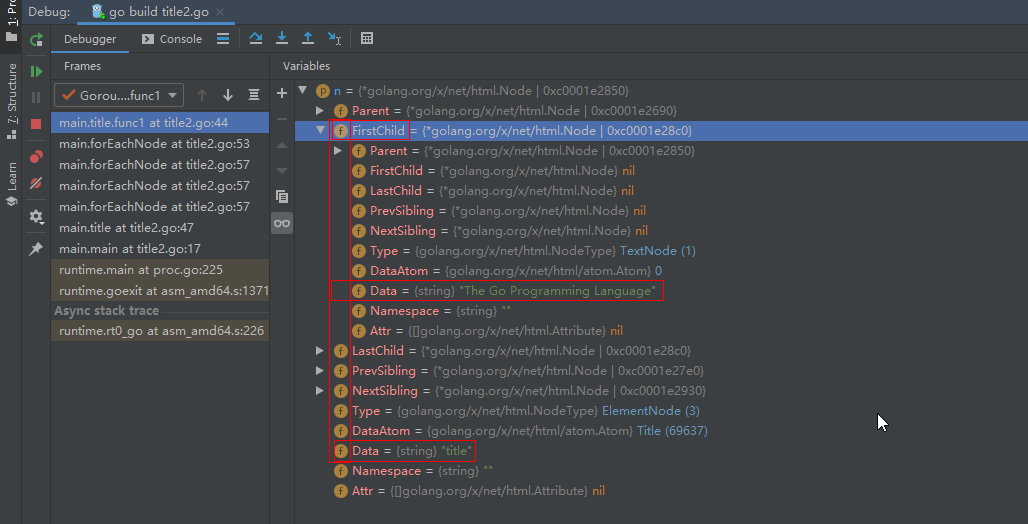 1: Pro
Debug:
go build title2.go ×
Debugger
Console
Frames
Variables
7: Structure
Learn
Gorou....func1
main.title.func1 at title2.go:44
main.forEachNode at title2.go:53
main.forEachNode at title2.go:57
main.forEachNode at title2.go:57
main.forEachNode at title2.go:57
main.title at title2.go:47
main.main at title2.go:17
runtime.main at proc.go:225
runtime.goexit at asm_amd64.s:1371
Async stack trace
runtime.rt0_go at asm_amd64.s:226
n = {*golang.org/x/net/html.Node | 0xc0001e2850}
Parent = {*golang.org/x/net/html.Node | 0xc0001e2690}
FirstChild = {*golang.org/x/net/html.Node | 0xc0001e28c0}
Parent = {*golang.org/x/net/html.Node | 0xc0001e2850}
FirstChild = {*golang.org/x/net/html.Node} nil
LastChild = {*golang.org/x/net/html.Node} nil
PrevSibling = {*golang.org/x/net/html.Node} nil
NextSibling = {*golang.org/x/net/html.Node} nil
Type = {golang.org/x/net/html.NodeType} TextNode (1)
DataAtom = {golang.org/x/net/html/atom.Atom} 0
Data = {string} "The Go Programming Language"
Namespace = {string} ""
Attr = {[]golang.org/x/net/html.Attribute} nil
LastChild = {*golang.org/x/net/html.Node | 0xc0001e28c0}
PrevSibling = {*golang.org/x/net/html.Node | 0xc0001e27e0}
NextSibling = {*golang.org/x/net/html.Node | 0xc0001e2930}
Type = {golang.org/x/net/html.NodeType} ElementNode (3)
DataAtom = {golang.org/x/net/html/atom.Atom} Title (69637)
Data = {string} "title"
Namespace = {string} ""
Attr = {[]golang.org/x/net/html.Attribute} nil